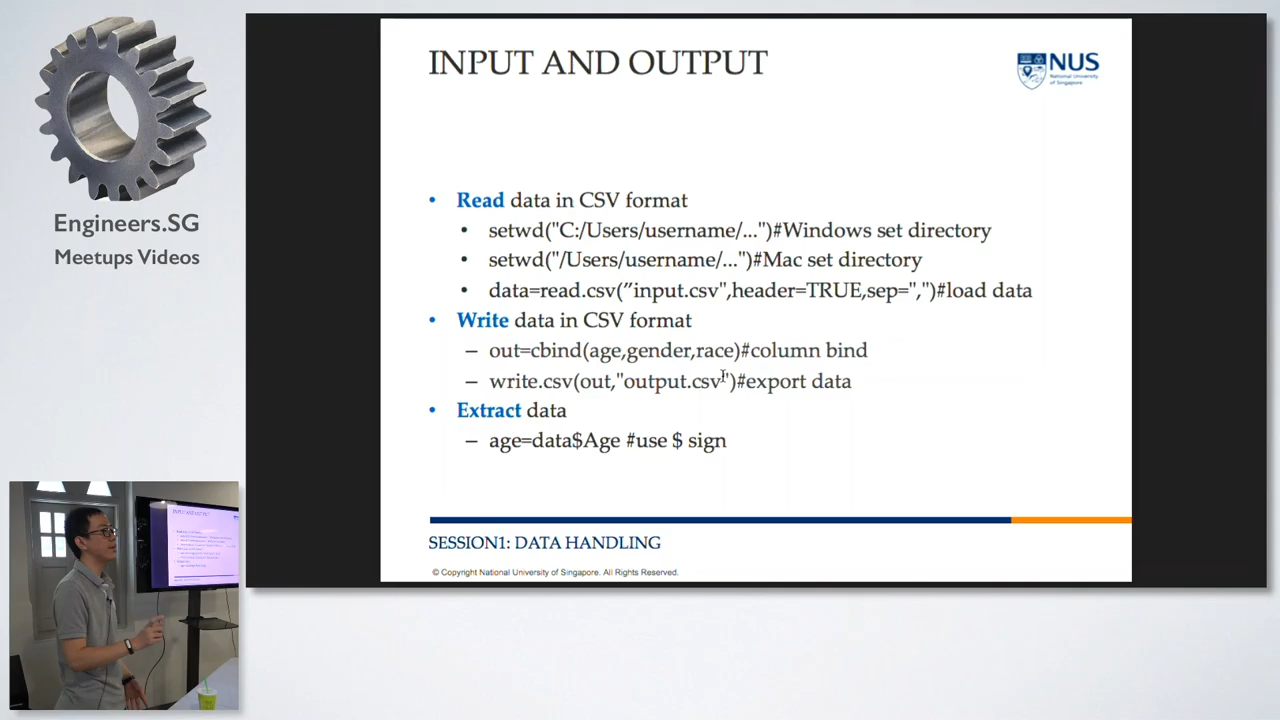 INPUT AND OUTPUT
NUS
National University
of Singapore
Engineers.SG
Meetups Videos
• Read data in CSV format
• setwd("C:/Users/username/...")#Windows set directory
• setwd("/Users/username/...")#Mac set directory
• data=read.csv(”input.csv",header=TRUE,sep=",")#load data
• Write data in CSV format
– out=cbind(age,gender,race)#column bind
– write.csv(out,"output.csv")#export data
• Extract data
– age=data$Age #use $ sign
SESSION1: DATA HANDLING
© Copyright National University of Singapore. All Rights Reserved.
INPUT AND OUTPUT